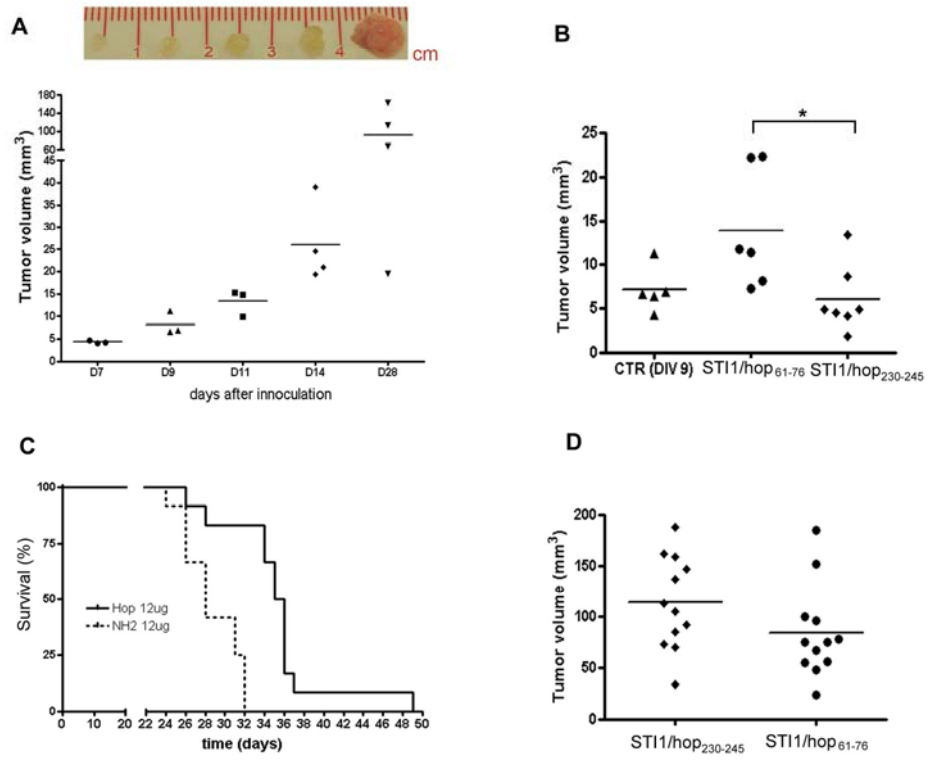 A
1 2 3 4 cm
Tumor volume (mm³)
180
140
100
60
45
40
35
30
25
20
15
10
5
0
D7 D9 D11 D14 D28
days after innoculation
B
*
Tumor volume (mm³)
25
20
15
10
5
0
CTR (DIV 9) STI1/hop61-76 STI1/hop230-245
C
Survival (%)
100
75
50
25
0
Hop 12ug
NH2 12ug
0 10 20 22 24 26 28 30 32 34 36 38 40 42 44 46 48 50
time (days)
D
Tumor volume (mm³)
200
150
100
50
0
STI1/hop230-245 STI1/hop61-76